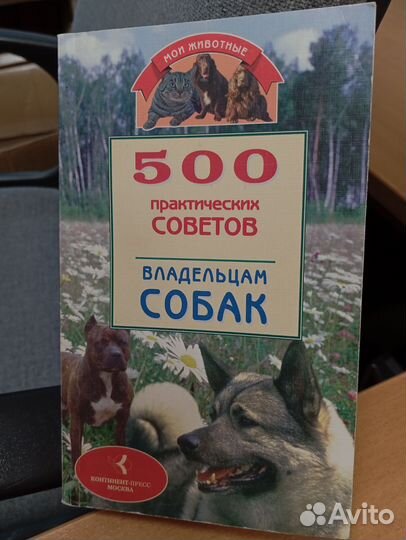 МОИ ЖИВОТНЫЕ
500
практических
СОВЕТОВ
ВЛАДЕЛЬЦАМ
СОБАК
КОНТИНЕНТ-ПРЕСС
МОСКВА
Avito